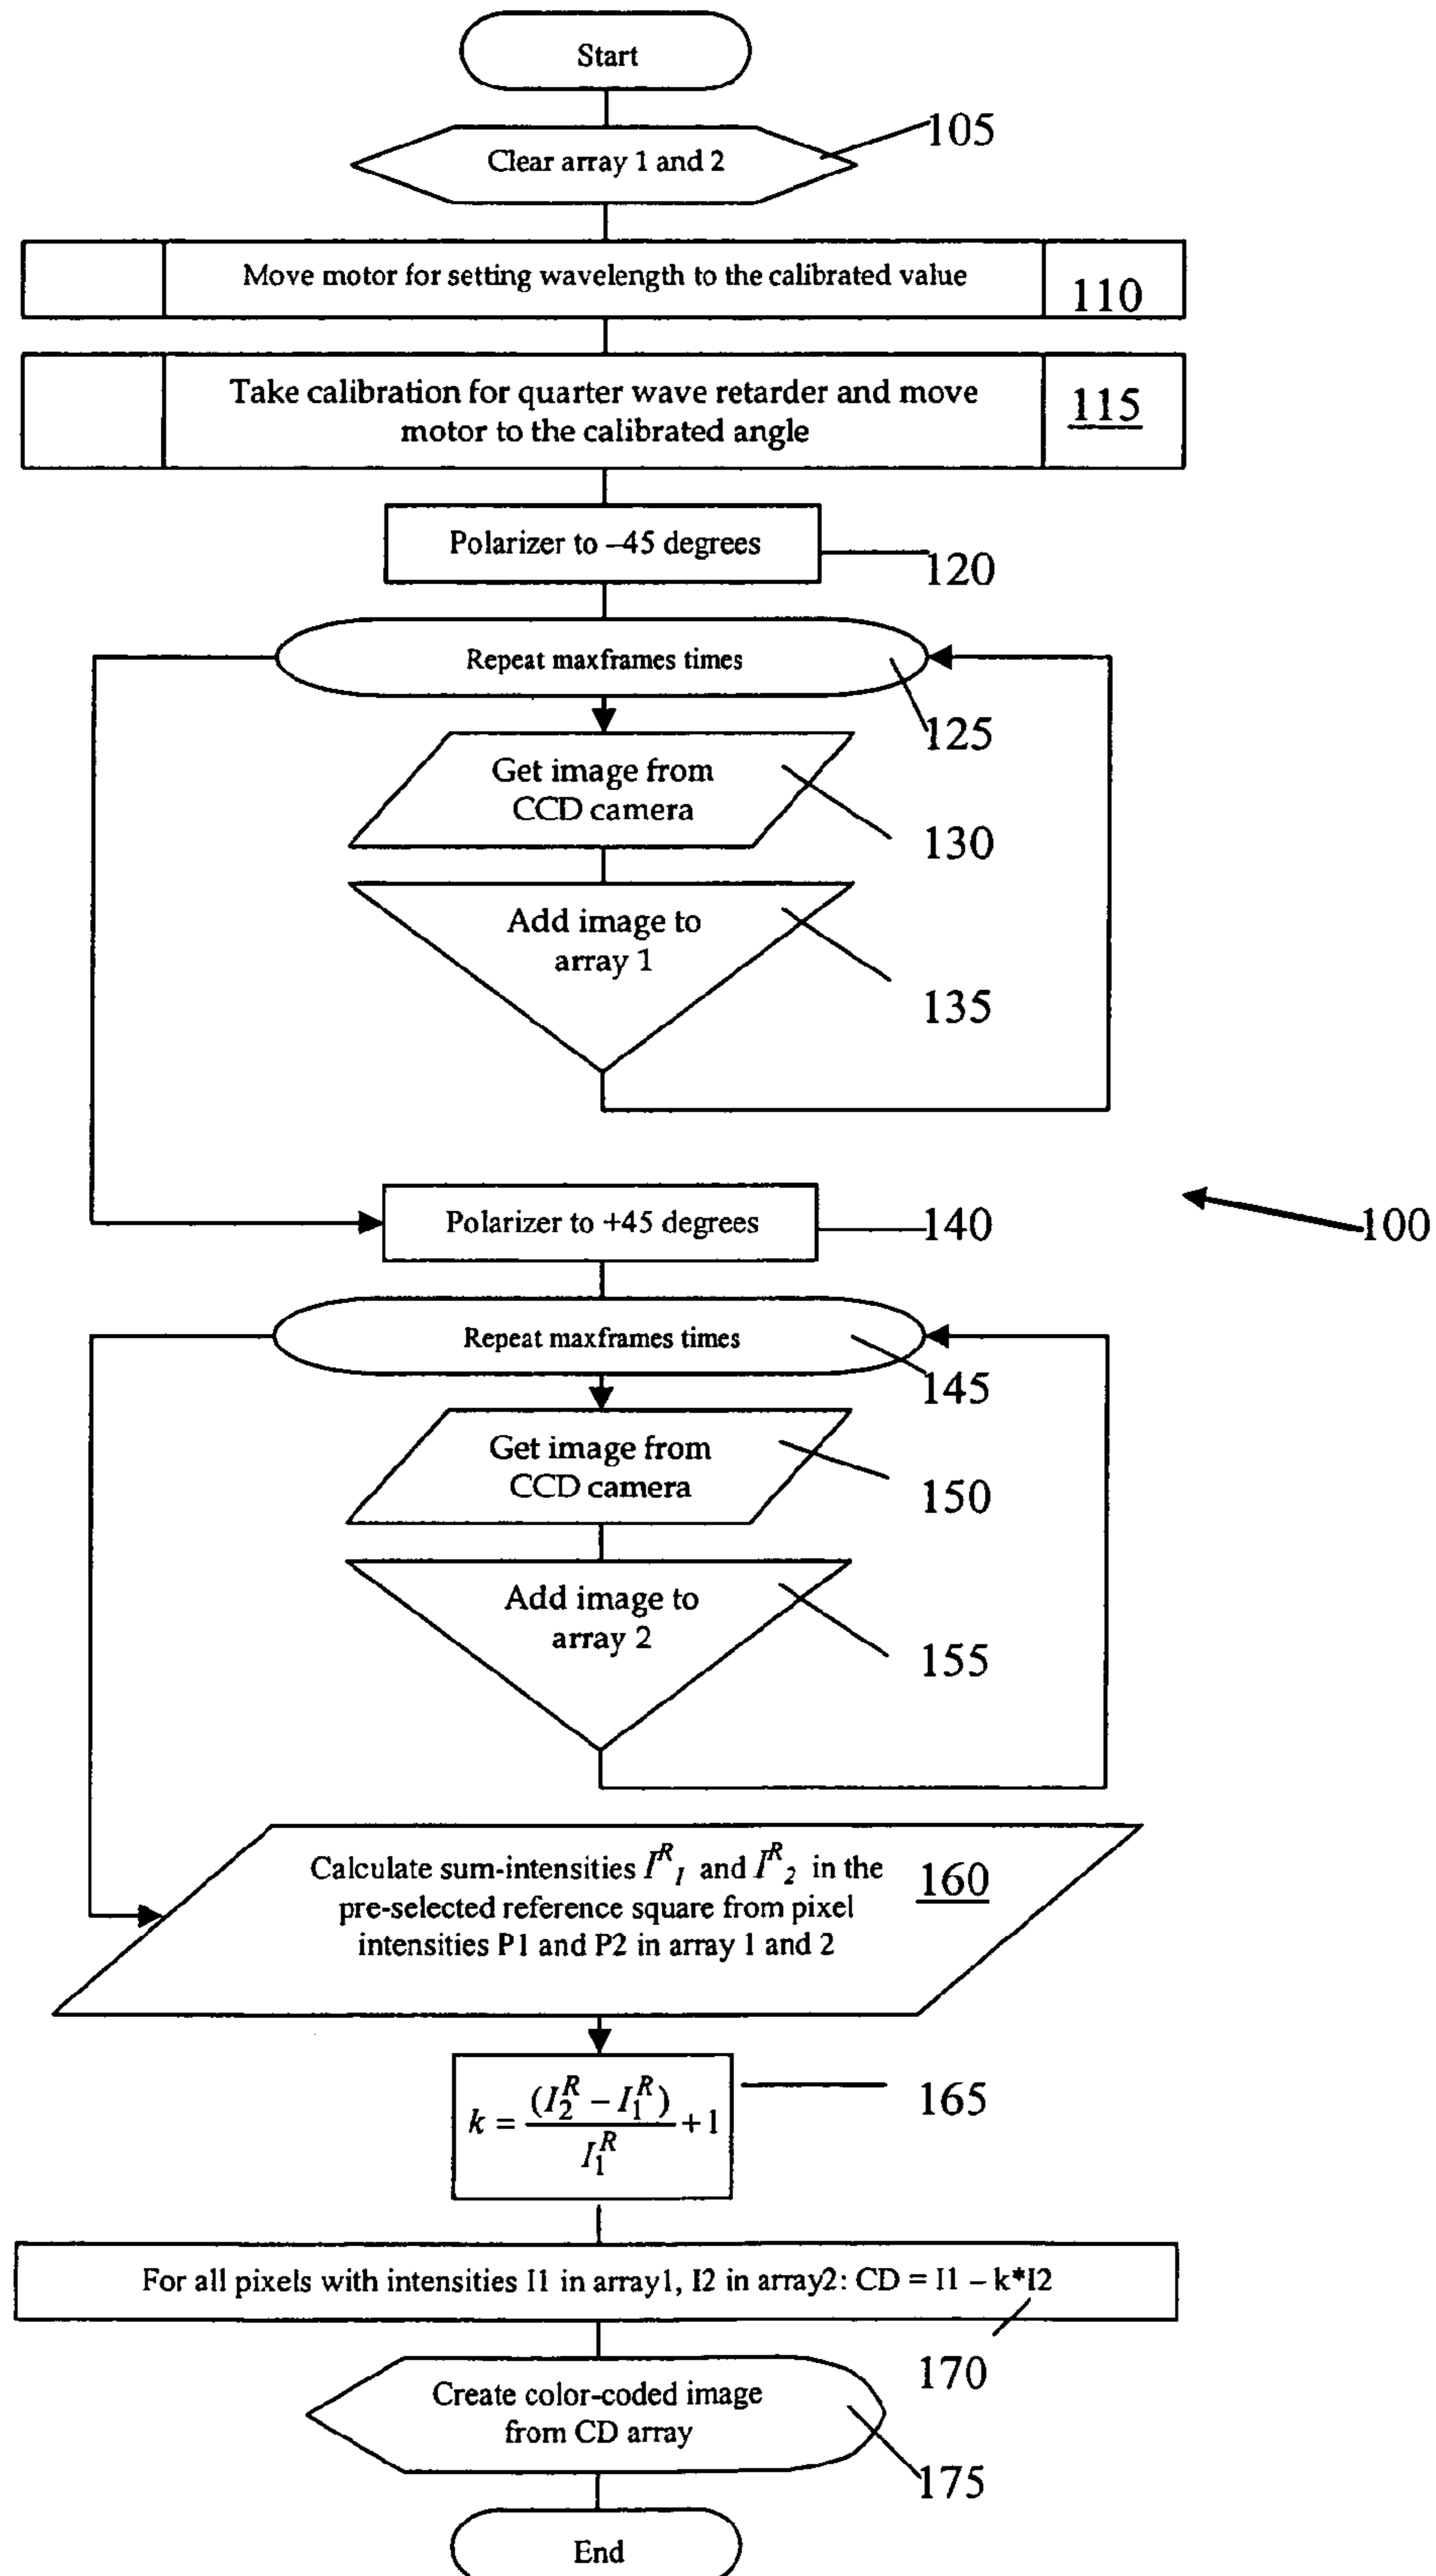 Start
105
Clear array 1 and 2
Move motor for setting wavelength to the calibrated value
110
Take calibration for quarter wave retarder and move
motor to the calibrated angle
115
Polarizer to –45 degrees
120
Repeat maxframes times
125
Get image from
CCD camera
130
Add image to
array 1
135
Polarizer to +45 degrees
140
100
Repeat maxframes times
145
Get image from
CCD camera
150
Add image to
array 2
155
Calculate sum-intensities I^R_1 and I^R_2 in the
pre-selected reference square from pixel
intensities P1 and P2 in array 1 and 2
160
k = (I_2^R – I_1^R) / I_1^R + 1
165
For all pixels with intensities I1 in array1, I2 in array2: CD = I1 – k*I2
170
Create color-coded image
from CD array
175
End